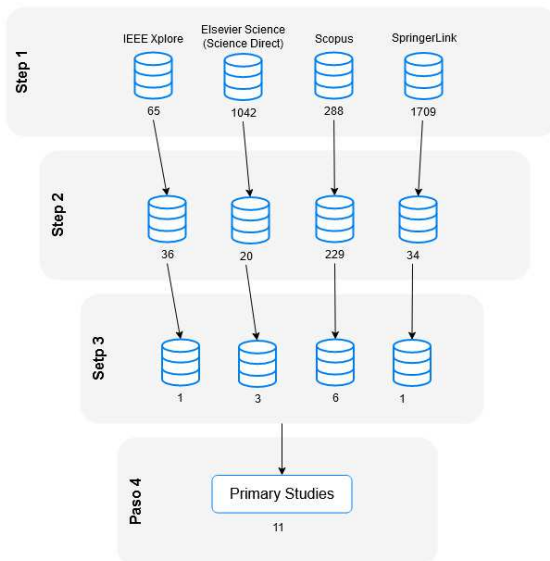 Step 1
IEEE Xplore
Elsevier Science
(Science Direct)
Scopus
SpringerLink
65
1042
288
1709
Step 2
36
20
229
34
Setp 3
1
3
6
1
Paso 4
Primary Studies
11